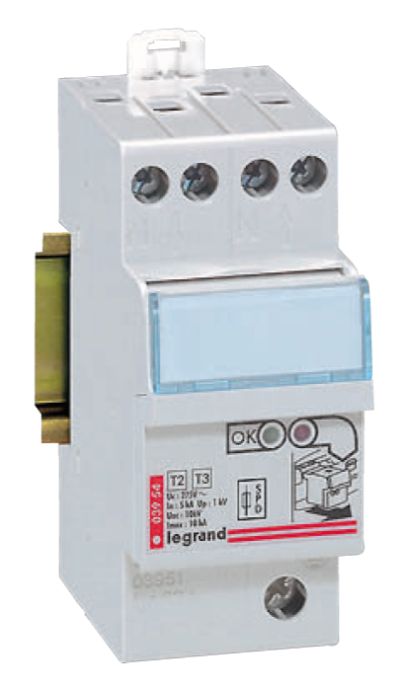 OK
T2 T3
Uc : 275V ~
In : 5 kA Up : 1 kV
Uoc : 10kV
Imax : 10 kA
SPD
039 54
legrand
03951